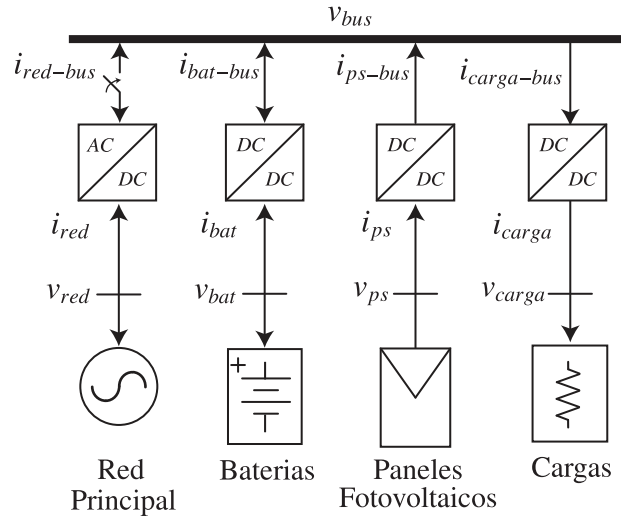 v_bus
i_red-bus
i_bat-bus
i_ps-bus
i_carga-bus
AC
DC
DC
DC
DC
DC
DC
DC
i_red
i_bat
i_ps
i_carga
v_red
v_bat
v_ps
v_carga
+
Red
Principal
Baterias
Paneles
Fotovoltaicos
Cargas